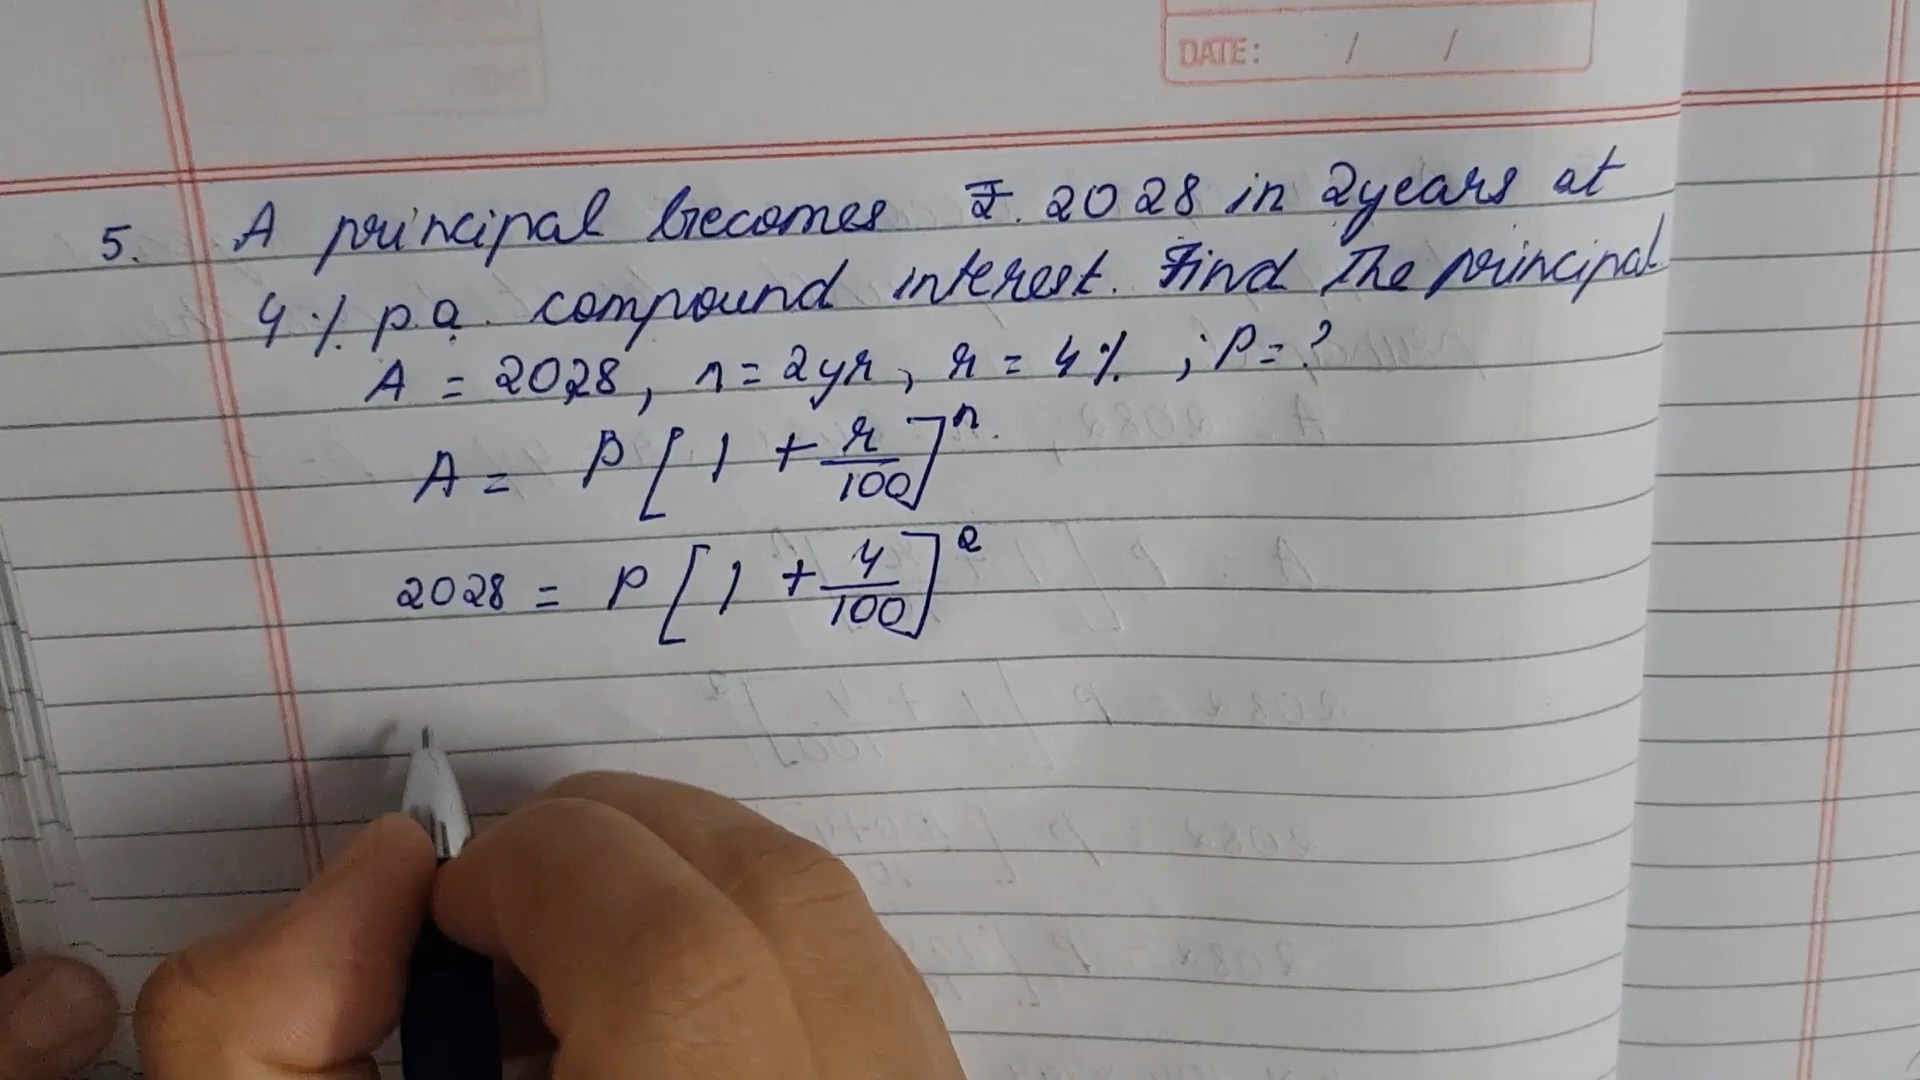 DATE: / /
5. A principal becomes ₹. 2028 in 2years at
4% p.a. compound interest. Find The principal
A = 2028, n = 2yr, r = 4% ; P = ?
A = P [ 1 + r/100 ]^n.
2028 = P [ 1 + 4/100 ]^2